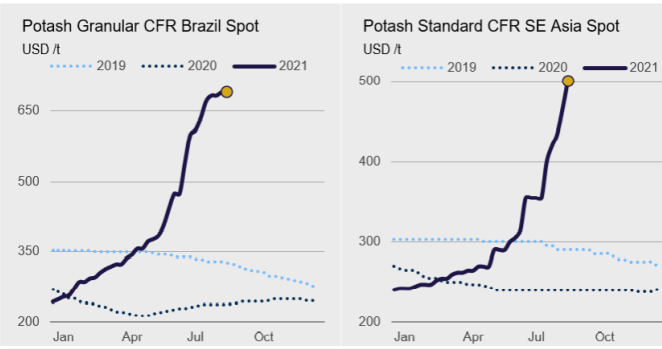 Potash Granular CFR Brazil Spot
USD /t
2019 2020 2021
650
500
350
200
Jan Apr Jul Oct
Potash Standard CFR SE Asia Spot
USD /t
2019 2020 2021
500
400
300
200
Jan Apr Jul Oct